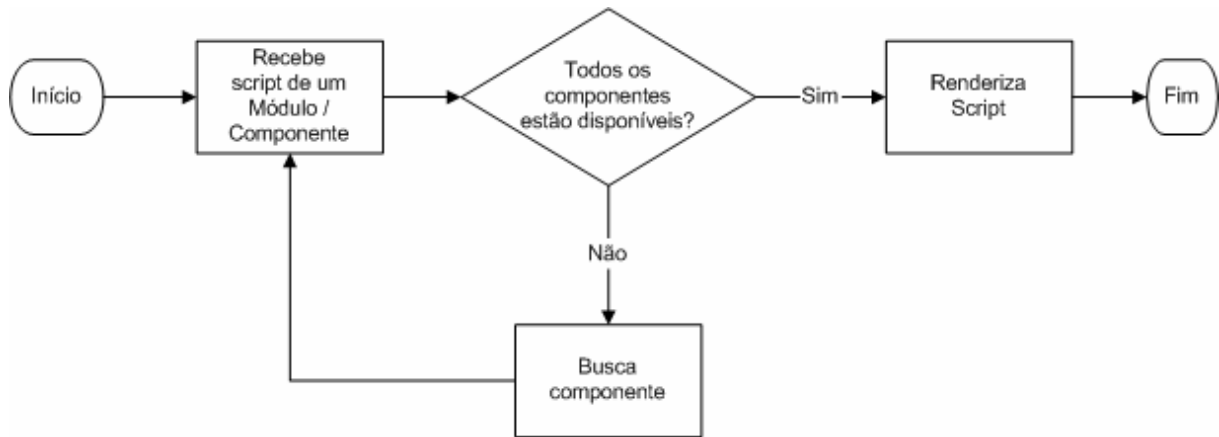 Início
Recebe
script de um
Módulo /
Componente
Todos os
componentes
estão disponíveis?
Sim
Renderiza
Script
Fim
Não
Busca
componente